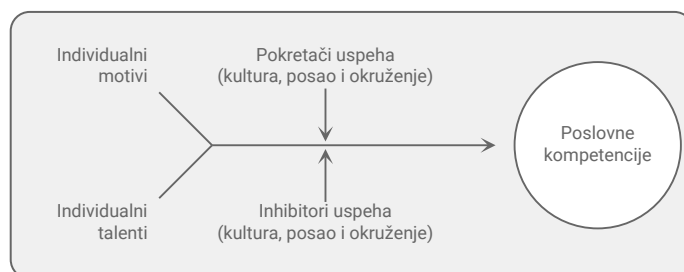 Individualni
motivi
Pokretači uspeha
(kultura, posao i okruženje)
Poslovne
kompetencije
Individualni
talenti
Inhibitori uspeha
(kultura, posao i okruženje)